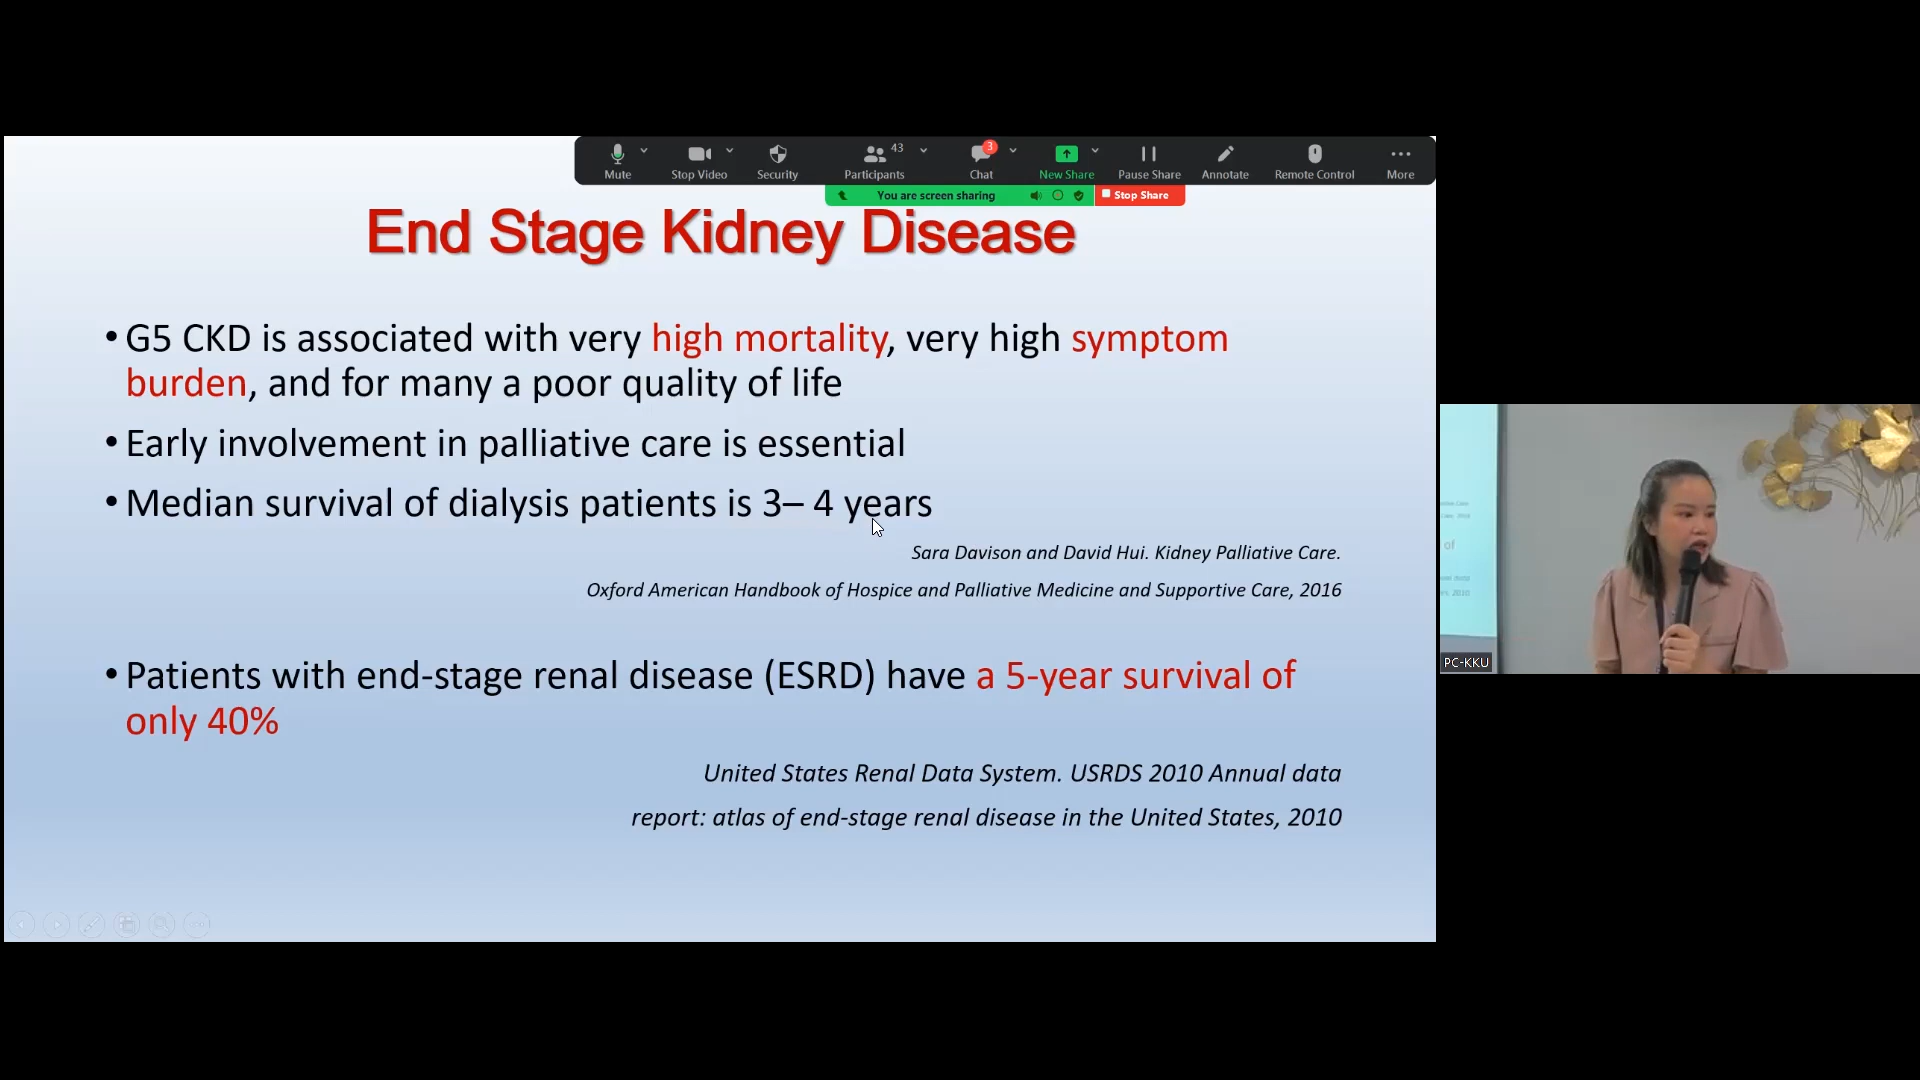 43
3
Mute
Stop Video
Security
Participants
Chat
New Share
Pause Share
Annotate
Remote Control
More
You are screen sharing
Stop Share
End Stage Kidney Disease
• G5 CKD is associated with very high mortality, very high symptom
burden, and for many a poor quality of life
• Early involvement in palliative care is essential
• Median survival of dialysis patients is 3– 4 years
Sara Davison and David Hui. Kidney Palliative Care.
Oxford American Handbook of Hospice and Palliative Medicine and Supportive Care, 2016
• Patients with end-stage renal disease (ESRD) have a 5-year survival of
only 40%
United States Renal Data System. USRDS 2010 Annual data
report: atlas of end-stage renal disease in the United States, 2010
of
PC-KKU